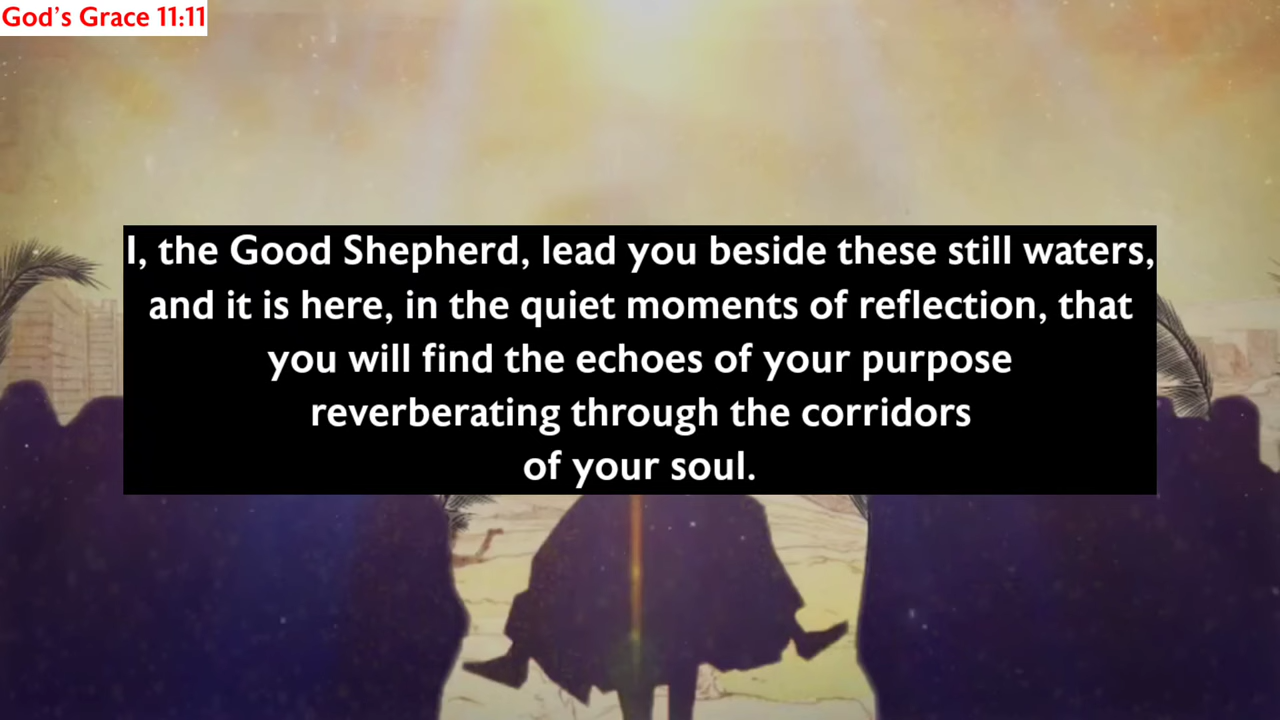 God's Grace 11:11
I, the Good Shepherd, lead you beside these still waters,
and it is here, in the quiet moments of reflection, that
you will find the echoes of your purpose
reverberating through the corridors
of your soul.